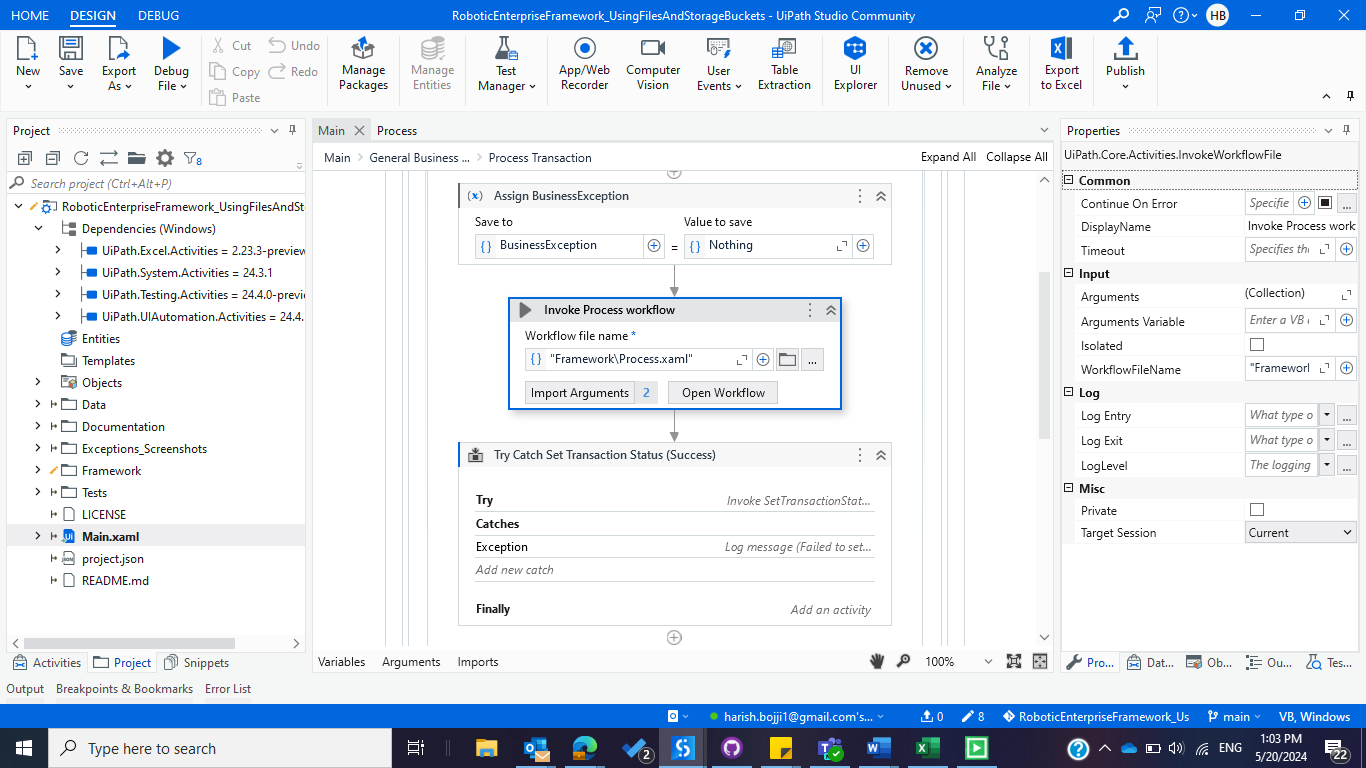 HOME DESIGN DEBUG RoboticEnterpriseFramework_UsingFilesAndStorageBuckets - UiPath Studio Community HB
New Save Export As Debug File Cut Copy Paste Undo Redo Manage Packages Manage Entities Test Manager App/Web Recorder Computer Vision User Events Table Extraction UI Explorer Remove Unused Analyze File Export to Excel Publish
Project
8
Search project (Ctrl+Alt+P)
RoboticEnterpriseFramework_UsingFilesAndSt
Dependencies (Windows)
UiPath.Excel.Activities = 2.23.3-preview
UiPath.System.Activities = 24.3.1
UiPath.Testing.Activities = 24.4.0-previe
UiPath.UIAutomation.Activities = 24.4.
Entities
Templates
Objects
Data
Documentation
Exceptions_Screenshots
Framework
Tests
LICENSE
Main.xaml
project.json
README.md
Activities Project Snippets
Main Process
Main General Business ... Process Transaction Expand All Collapse All
(x) Assign BusinessException
Save to Value to save
{} BusinessException = {} Nothing
Invoke Process workflow
Workflow file name *
{} "Framework\Process.xaml" ...
Import Arguments 2 Open Workflow
Try Catch Set Transaction Status (Success)
Try Invoke SetTransactionStat...
Catches
Exception Log message (Failed to set...
Add new catch
Finally Add an activity
Variables Arguments Imports 100%
Properties
UiPath.Core.Activities.InvokeWorkflowFile
Common
Continue On Error Specifie ...
DisplayName Invoke Process work
Timeout Specifies the
Input
Arguments (Collection)
Arguments Variable Enter a VB e
Isolated
WorkflowFileName "Framework
Log
Log Entry What type o ...
Log Exit What type o ...
LogLevel The logging ...
Misc
Private
Target Session Current
Pro... Dat... Ob... Ou... Tes...
Output Breakpoints & Bookmarks Error List
harish.bojji1@gmail.com's... 0 8 RoboticEnterpriseFramework_Us main VB, Windows
Type here to search 2 ENG 1:03 PM 5/20/2024 22